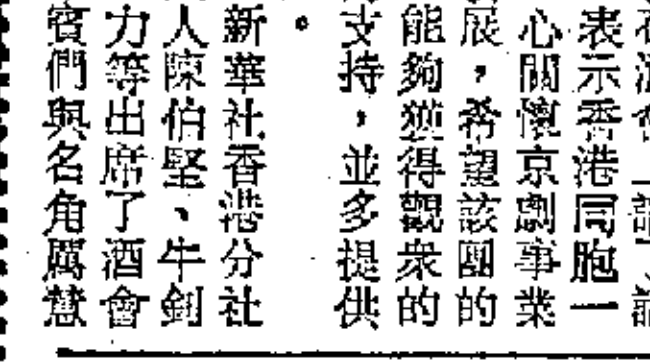 表示香港同胞一
心關懷京劇事業
展，希望該團的
能夠獲得觀衆的
支持，並多提供
。
新華社香港分社
人陳伯堅、牛釗
力等出席了酒會
賓們與名角厲慧